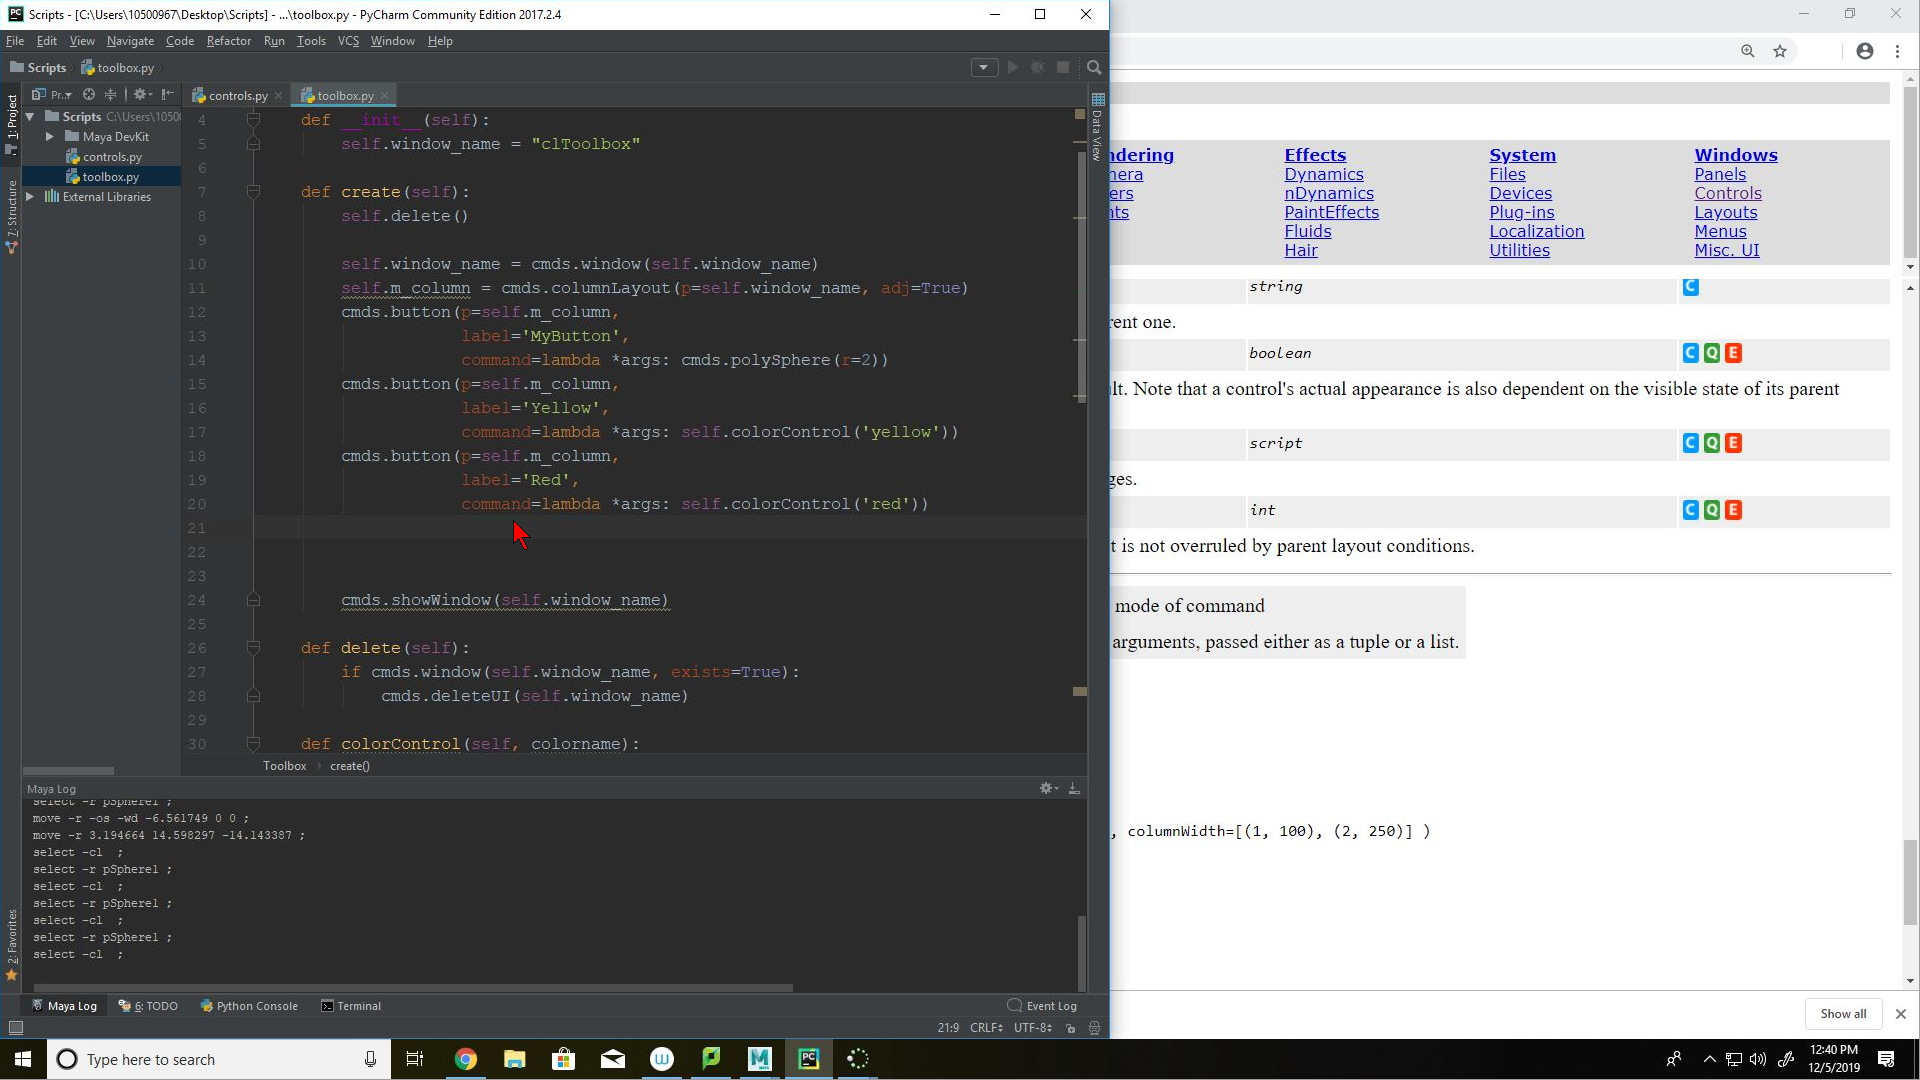 Scripts - [C:\Users\10500967\Desktop\Scripts] - ...\toolbox.py - PyCharm Community Edition 2017.2.4
File Edit View Navigate Code Refactor Run Tools VCS Window Help
Scripts toolbox.py
Pr.. controls.py toolbox.py
1: Project
7: Structure
2: Favorites
Data View
Scripts C:\Users\1050
Maya DevKit
controls.py
toolbox.py
External Libraries
4 def __init__(self):
5 self.window_name = "clToolbox"
6
7 def create(self):
8 self.delete()
9
10 self.window_name = cmds.window(self.window_name)
11 self.m_column = cmds.columnLayout(p=self.window_name, adj=True)
12 cmds.button(p=self.m_column,
13 label='MyButton',
14 command=lambda *args: cmds.polySphere(r=2))
15 cmds.button(p=self.m_column,
16 label='Yellow',
17 command=lambda *args: self.colorControl('yellow'))
18 cmds.button(p=self.m_column,
19 label='Red',
20 command=lambda *args: self.colorControl('red'))
21
22
23
24 cmds.showWindow(self.window_name)
25
26 def delete(self):
27 if cmds.window(self.window_name, exists=True):
28 cmds.deleteUI(self.window_name)
29
30 def colorControl(self, colorname):
Toolbox create()
Maya Log
select -r pSphere1 ;
move -r -os -wd -6.561749 0 0 ;
move -r 3.194664 14.598297 -14.143387 ;
select -cl ;
select -r pSphere1 ;
select -cl ;
select -r pSphere1 ;
select -cl ;
select -r pSphere1 ;
select -cl ;
Maya Log 6: TODO Python Console Terminal Event Log
21:9 CRLF UTF-8
ndering Effects System Windows
nera Dynamics Files Panels
ers nDynamics Devices Controls
nts PaintEffects Plug-ins Layouts
Fluids Localization Menus
Hair Utilities Misc. UI
string C
rent one.
boolean C Q E
lt. Note that a control's actual appearance is also dependent on the visible state of its parent
script C Q E
ges.
int C Q E
t is not overruled by parent layout conditions.
mode of command
arguments, passed either as a tuple or a list.
, columnWidth=[(1, 100), (2, 250)] )
Show all
Type here to search
12:40 PM
12/5/2019